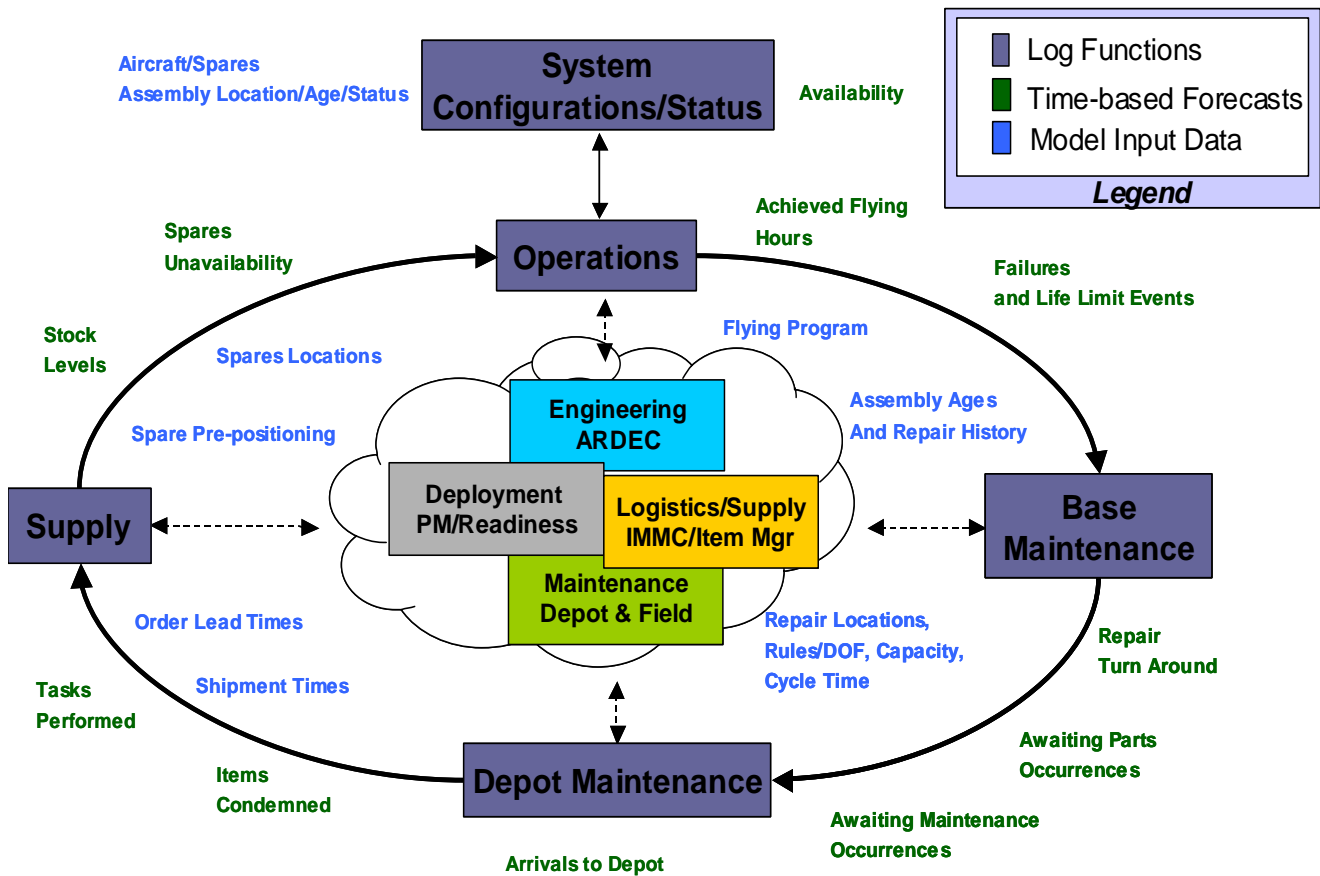 Aircraft/Spares
Assembly Location/Age/Status
System
Configurations/Status
Availability
Log Functions
Time-based Forecasts
Model Input Data
Legend
Spares
Unavailability
Operations
Achieved Flying
Hours
Failures
and Life Limit Events
Stock
Levels
Spares Locations
Flying Program
Spare Pre-positioning
Engineering
ARDEC
Assembly Ages
And Repair History
Supply
Deployment
PM/Readiness
Logistics/Supply
IMMC/Item Mgr
Base
Maintenance
Maintenance
Depot & Field
Order Lead Times
Repair Locations,
Rules/DOF, Capacity,
Cycle Time
Repair
Turn Around
Shipment Times
Tasks
Performed
Items
Condemned
Depot Maintenance
Awaiting Parts
Occurrences
Awaiting Maintenance
Occurrences
Arrivals to Depot